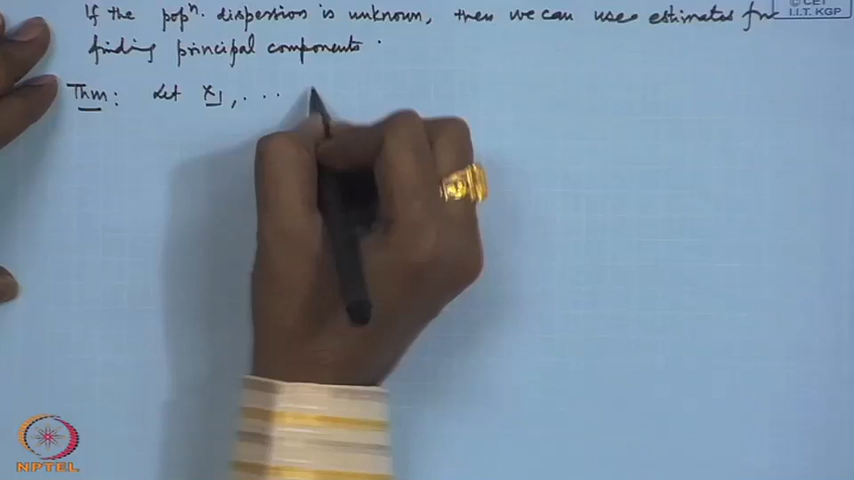 If the popⁿ. dispersion is unknown, then we can use estimates for
finding principal components.
Thm: Let X1, ...
© CET
I.I.T. KGP
NPTEL